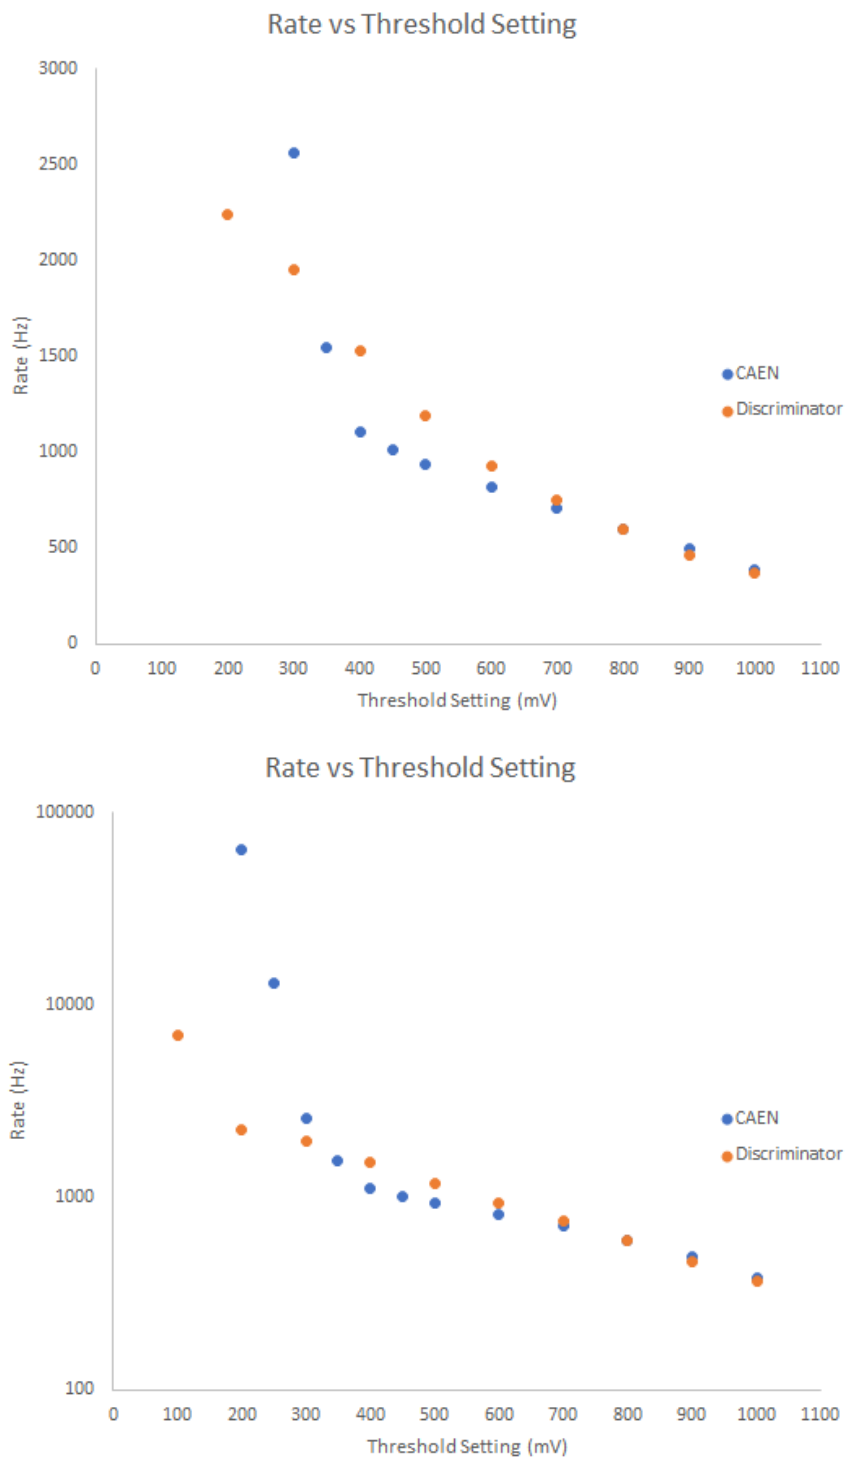 Rate vs Threshold Setting
3000
2500
2000
1500
1000
500
0
Rate (Hz)
CAEN
Discriminator
0 100 200 300 400 500 600 700 800 900 1000 1100
Threshold Setting (mV)
Rate vs Threshold Setting
100000
10000
1000
100
Rate (Hz)
CAEN
Discriminator
0 100 200 300 400 500 600 700 800 900 1000 1100
Threshold Setting (mV)